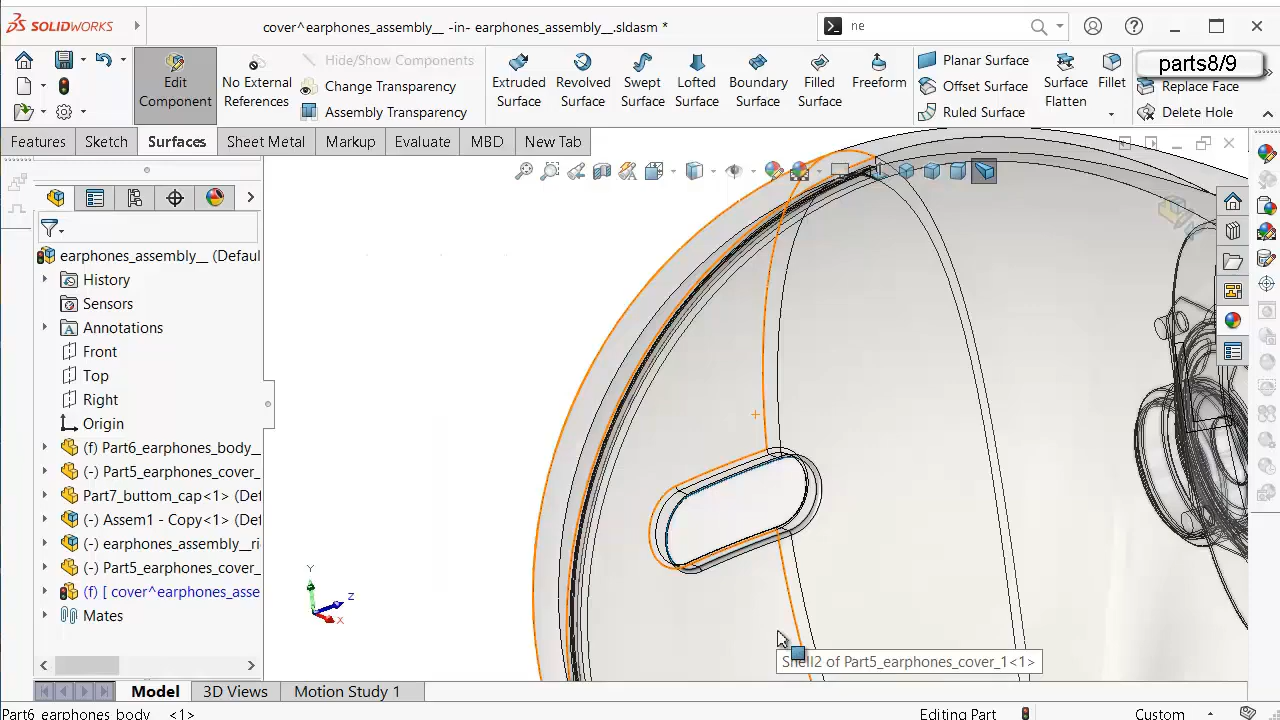 SOLIDWORKS
cover^earphones_assembly__ -in- earphones_assembly__.sldasm *
ne
Edit
Component
No External
References
Hide/Show Components
Change Transparency
Assembly Transparency
Extruded
Surface
Revolved
Surface
Swept
Surface
Lofted
Surface
Boundary
Surface
Filled
Surface
Freeform
Planar Surface
Offset Surface
Ruled Surface
Surface
Flatten
Fillet
parts8/9
Replace Face
Delete Hole
Features
Sketch
Surfaces
Sheet Metal
Markup
Evaluate
MBD
New Tab
earphones_assembly__ (Defaul
History
Sensors
Annotations
Front
Top
Right
Origin
(f) Part6_earphones_body_
(-) Part5_earphones_cover_
Part7_buttom_cap<1> (Def
(-) Assem1 - Copy<1> (Def
(-) earphones_assembly__ri
(-) Part5_earphones_cover_
(f) [ cover^earphones_asse
Mates
Y
Z
X
Shell2 of Part5_earphones_cover_1<1>
Model
3D Views
Motion Study 1
Part6_earphones_body__<1>
Editing Part
Custom